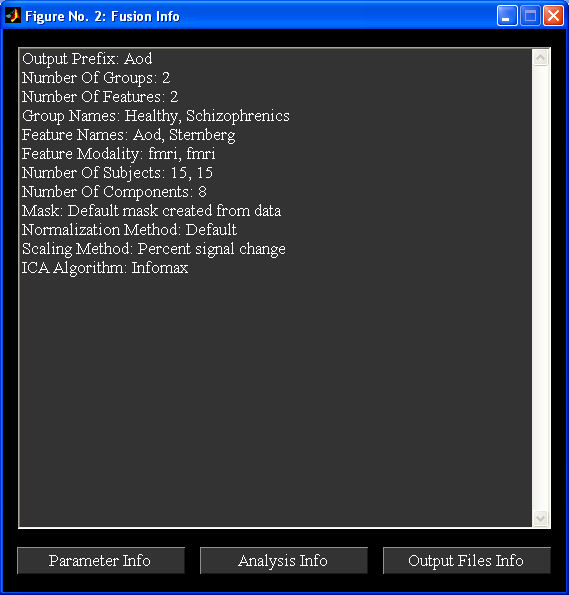 Figure No. 2: Fusion Info
Output Prefix: Aod
Number Of Groups: 2
Number Of Features: 2
Group Names: Healthy, Schizophrenics
Feature Names: Aod, Sternberg
Feature Modality: fmri, fmri
Number Of Subjects: 15, 15
Number Of Components: 8
Mask: Default mask created from data
Normalization Method: Default
Scaling Method: Percent signal change
ICA Algorithm: Infomax
Parameter Info Analysis Info Output Files Info